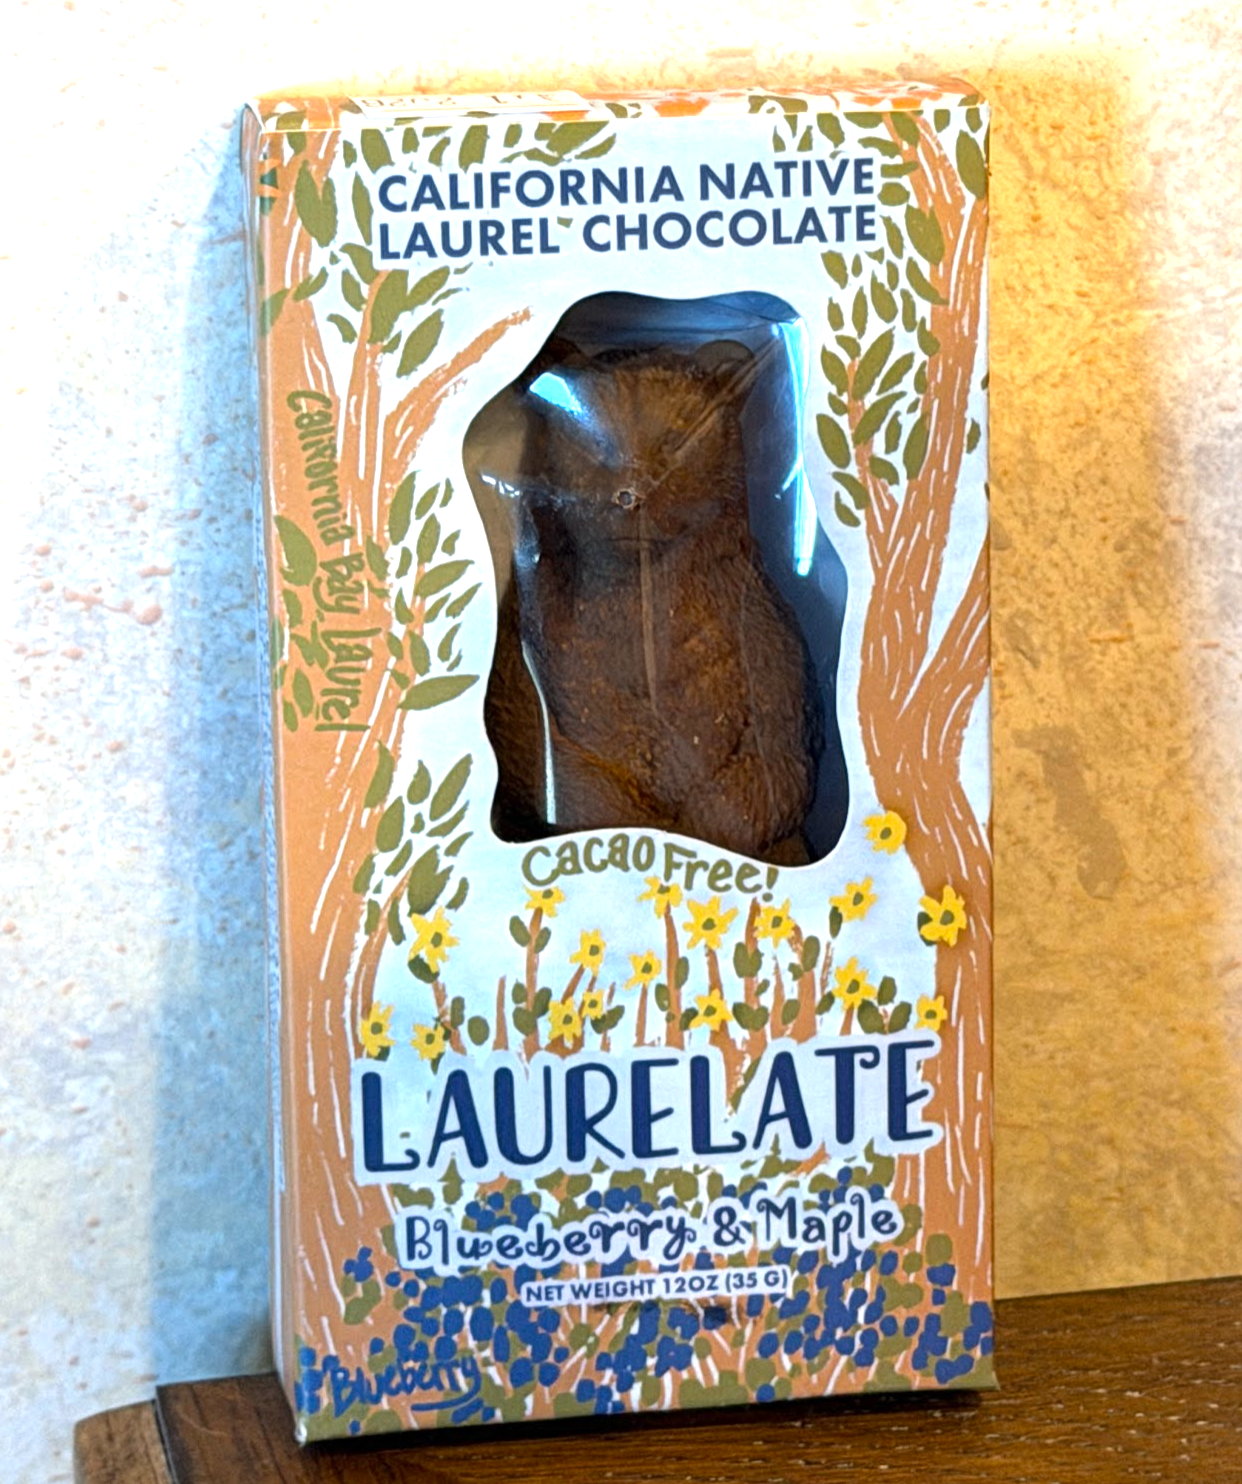 CALIFORNIA NATIVE
LAUREL CHOCOLATE
California Bay Laurel
Cacao Free!
LAURELATE
Blueberry & Maple
NET WEIGHT 12OZ (35 G)
Blueberry